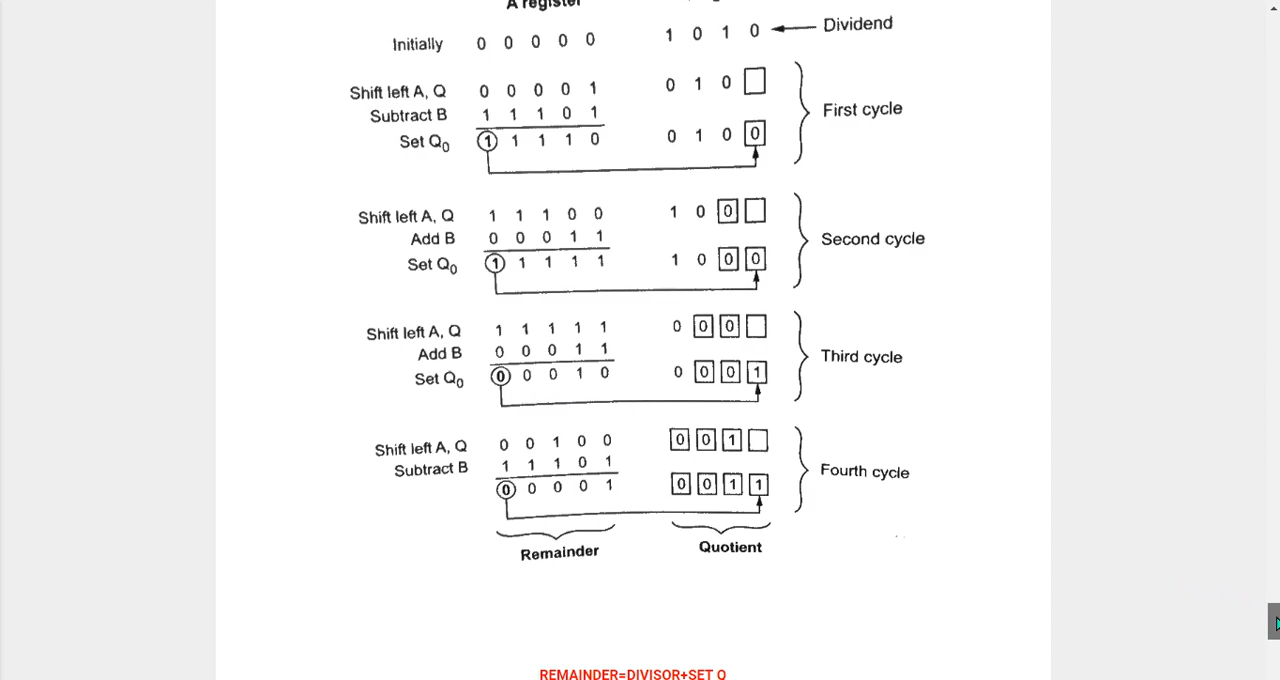 A register
Initially 0 0 0 0 0 1 0 1 0 Dividend
Shift left A, Q 0 0 0 0 1 0 1 0
Subtract B 1 1 1 0 1
Set Q0 1 1 1 1 0 0 1 0 0
First cycle
Shift left A, Q 1 1 1 0 0 1 0 0
Add B 0 0 0 1 1
Set Q0 1 1 1 1 1 1 0 0 0
Second cycle
Shift left A, Q 1 1 1 1 1 0 0 0
Add B 0 0 0 1 1
Set Q0 0 0 0 1 0 0 0 0 1
Third cycle
Shift left A, Q 0 0 1 0 0 0 0 1
Subtract B 1 1 1 0 1
0 0 0 0 1 0 0 1 1
Fourth cycle
Remainder Quotient
REMAINDER=DIVISOR+SET Q